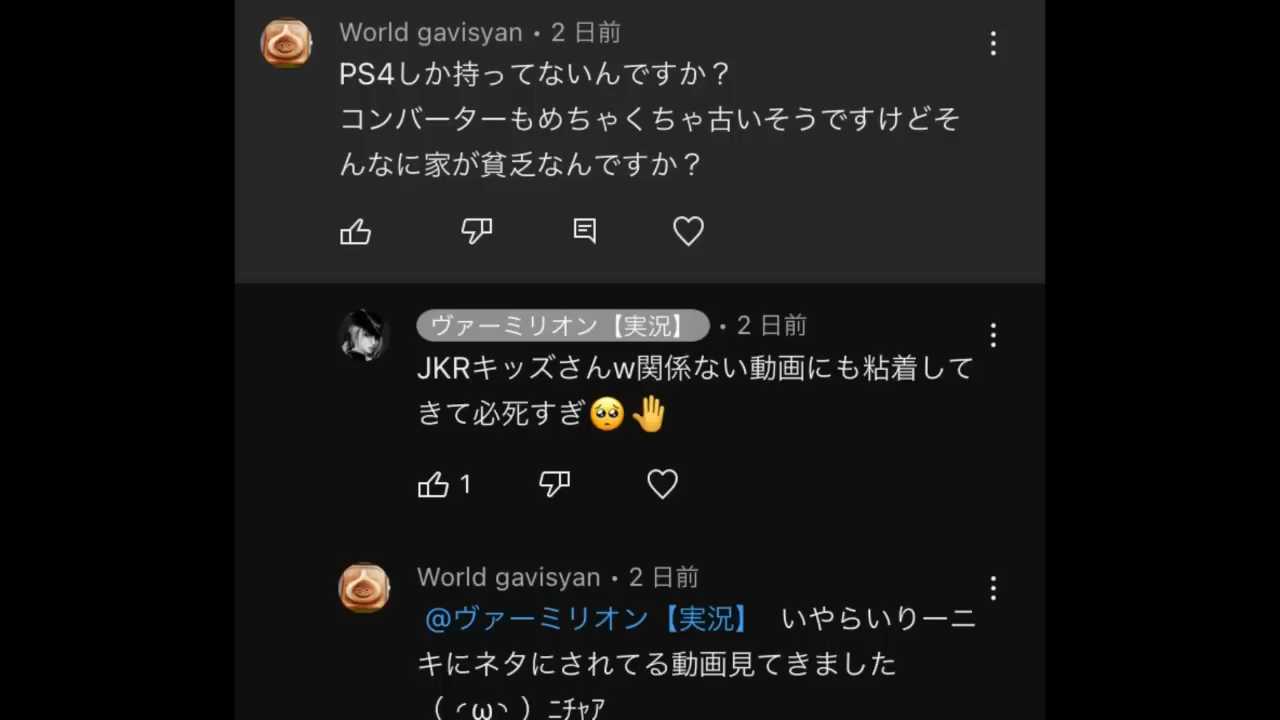 World gavisyan • 2 日前
PS4しか持ってないんですか？
コンバーターもめちゃくちゃ古いそうですけどそ
んなに家が貧乏なんですか？
ヴァーミリオン【実況】 • 2 日前
JKRキッズさんw関係ない動画にも粘着して
きて必死すぎ🥺🤚
1
World gavisyan • 2 日前
@ヴァーミリオン【実況】 いやらいりーニ
キにネタにされてる動画見てきました
（ ◜ω◝ ）ﾆﾁｬｱ